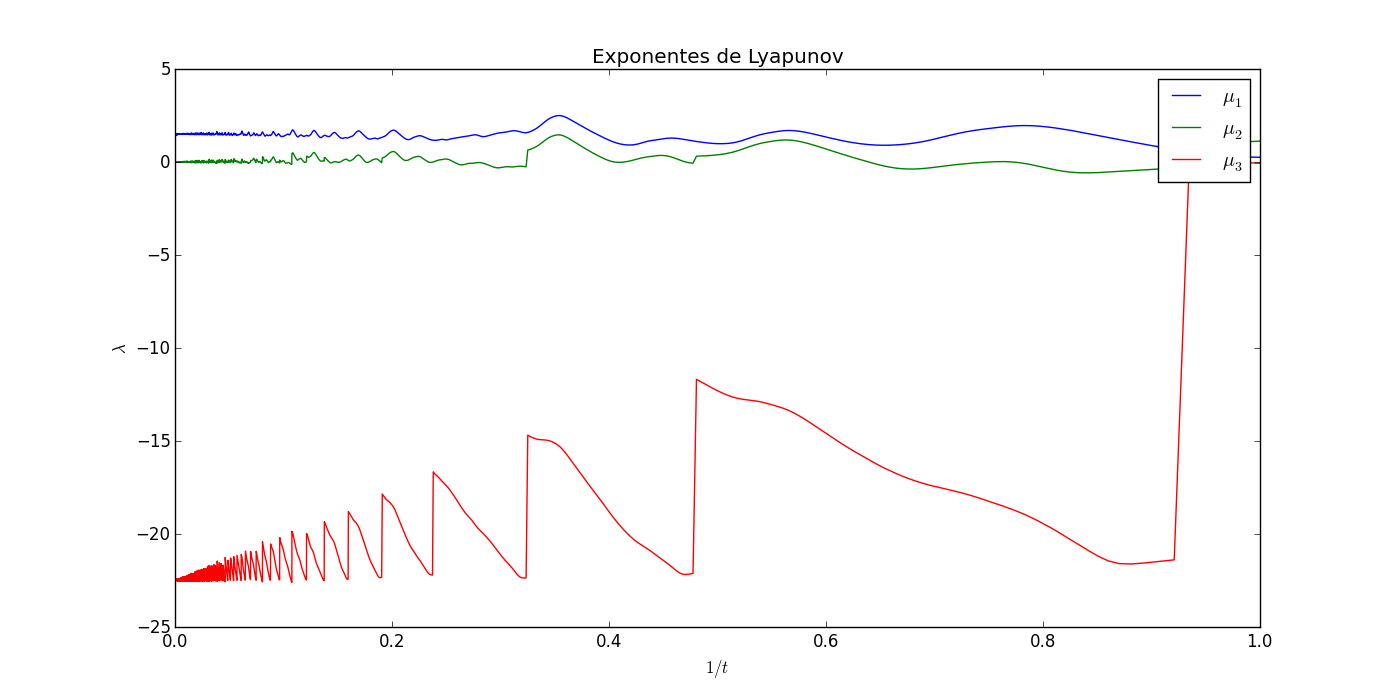 Exponentes de Lyapunov
5
0
−5
−10
−15
−20
−25
λ
0.0 0.2 0.4 0.6 0.8 1.0
1/t
μ₁
μ₂
μ₃